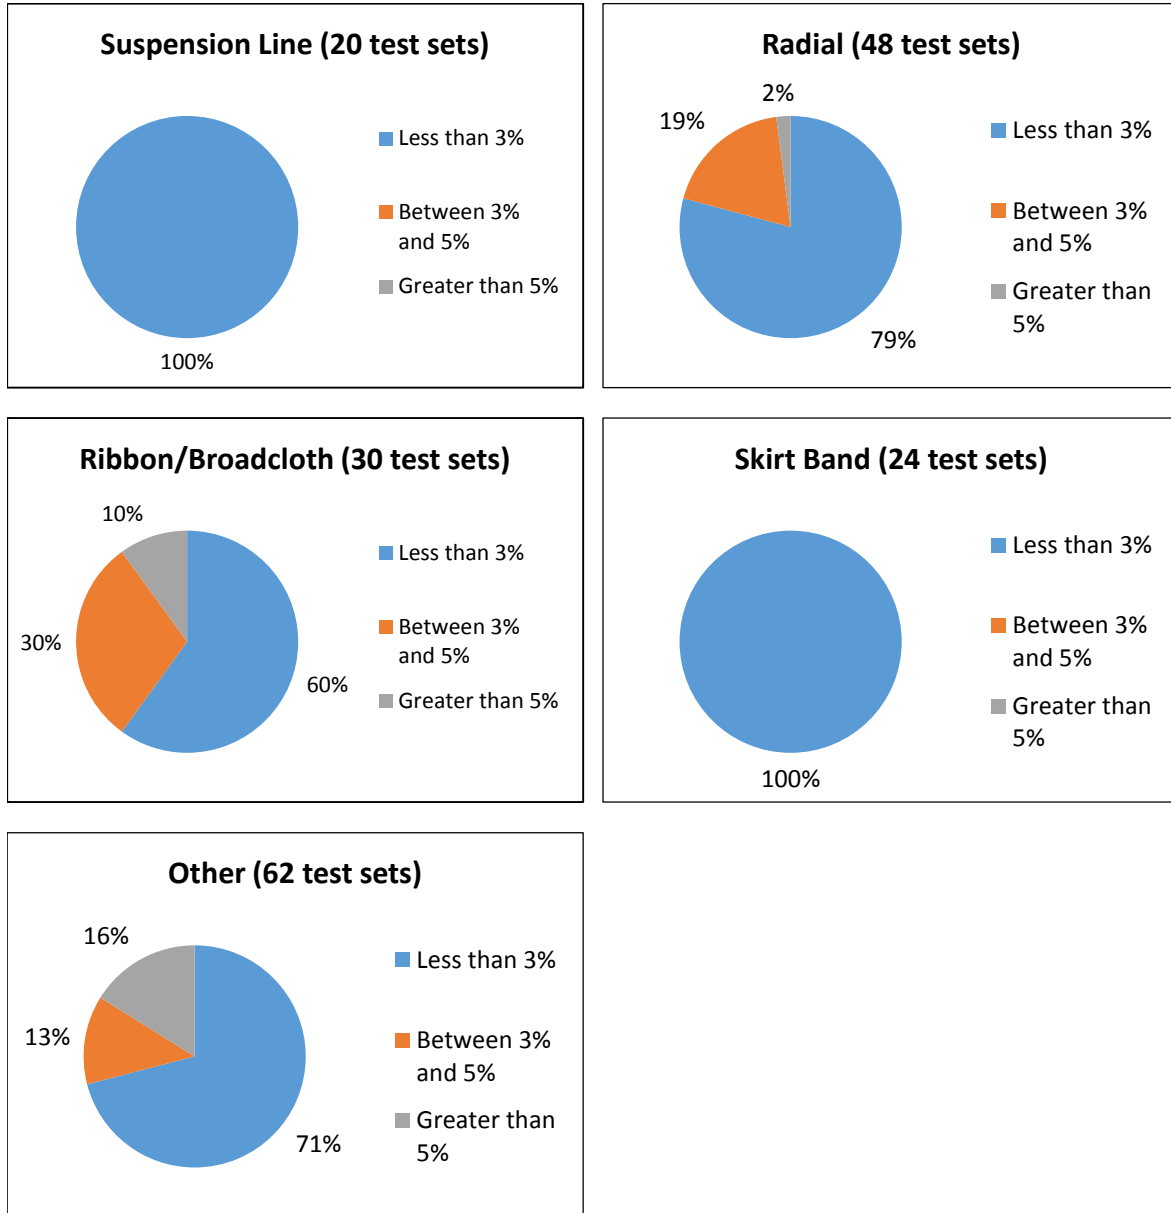 Suspension Line (20 test sets)
Less than 3%
Between 3%
and 5%
Greater than 5%
100%
Radial (48 test sets)
2%
19%
Less than 3%
Between 3%
and 5%
Greater than
5%
79%
Ribbon/Broadcloth (30 test sets)
10%
Less than 3%
30%
Between 3%
and 5%
60%
Greater than 5%
Skirt Band (24 test sets)
Less than 3%
Between 3%
and 5%
Greater than
5%
100%
Other (62 test sets)
16%
Less than 3%
13%
Between 3%
and 5%
Greater than
5%
71%